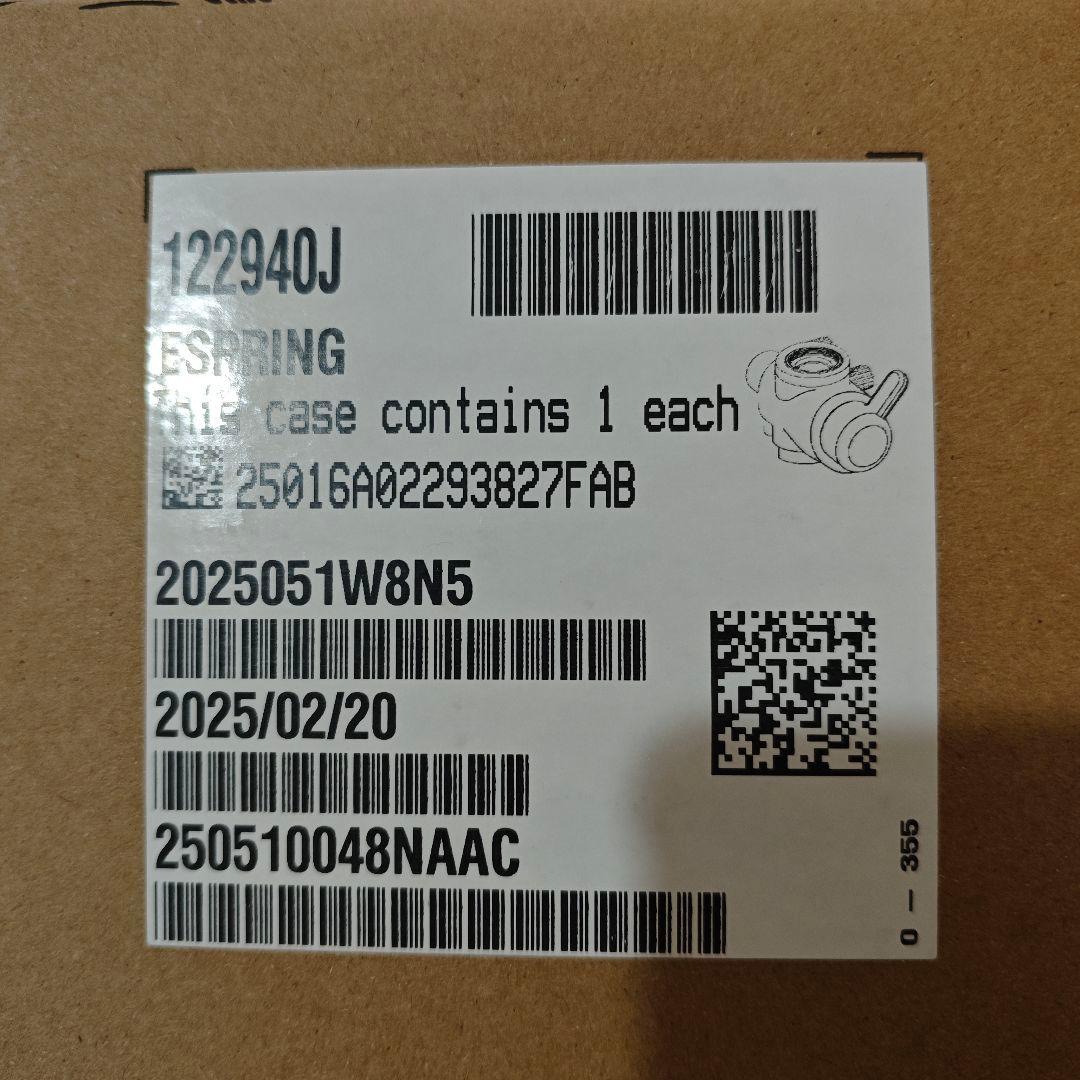 122940J
ESPRING
This case contains 1 each
25016A02293827FAB
2025051W8N5
2025/02/20
250510048NAAC
0 — 355